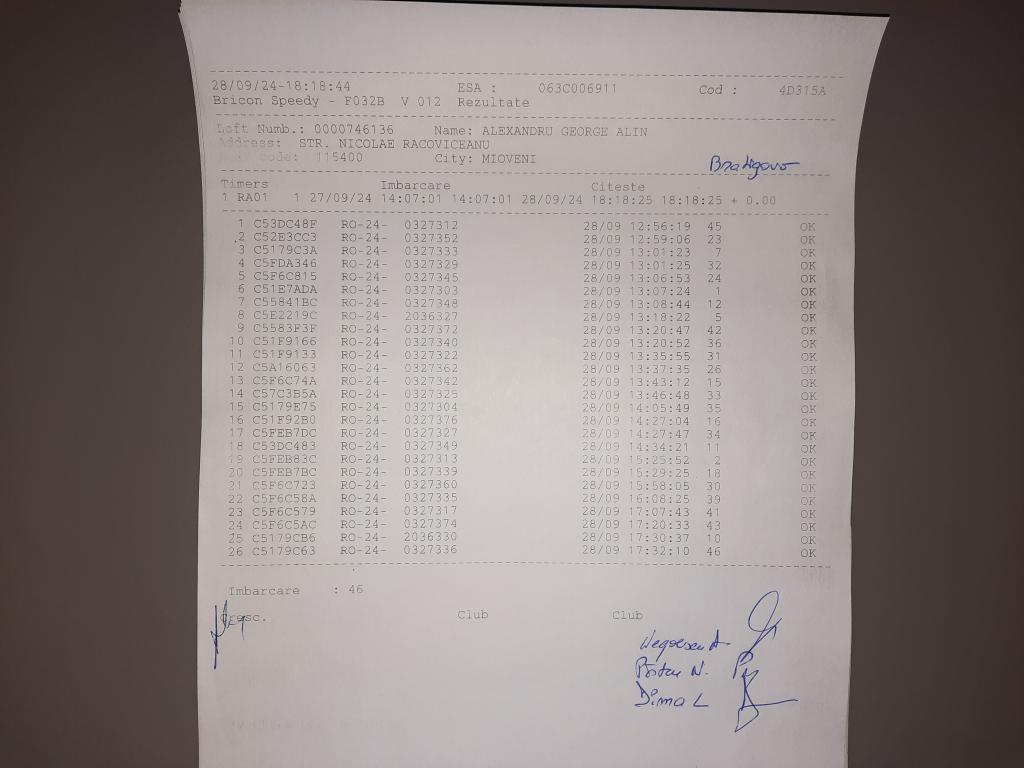 28/09/24-18:18:44 ESA : 063C006911 Cod : 4D315A
Bricon Speedy - F032B V 012 Rezultate
Loft Numb.: 0000746136 Name: ALEXANDRU GEORGE ALIN
Address: STR. NICOLAE RACOVICEANU
code: 115400 City: MIOVENI
Timers Imbarcare Citeste
1 RA01 1 27/09/24 14:07:01 14:07:01 28/09/24 18:18:25 18:18:25 + 0.00
1 C53DC48F RO-24- 0327312 28/09 12:56:19 45 OK
2 C52E3CC3 RO-24- 0327352 28/09 12:59:06 23 OK
3 C5179C3A RO-24- 0327333 28/09 13:01:23 7 OK
4 C5FDA346 RO-24- 0327329 28/09 13:01:25 32 OK
5 C5F6C815 RO-24- 0327345 28/09 13:06:53 24 OK
6 C51E7ADA RO-24- 0327303 28/09 13:07:24 1 OK
7 C55841BC RO-24- 0327348 28/09 13:08:44 12 OK
8 C5E2219C RO-24- 2036327 28/09 13:18:22 5 OK
9 C5583F3F RO-24- 0327372 28/09 13:20:47 42 OK
10 C51F9166 RO-24- 0327340 28/09 13:20:52 36 OK
11 C51F9133 RO-24- 0327322 28/09 13:35:55 31 OK
12 C5A16063 RO-24- 0327362 28/09 13:37:35 26 OK
13 C5F6C74A RO-24- 0327342 28/09 13:43:12 15 OK
14 C57C3B5A RO-24- 0327325 28/09 13:46:48 33 OK
15 C5179E75 RO-24- 0327304 28/09 14:05:49 35 OK
16 C51F92B0 RO-24- 0327376 28/09 14:27:04 16 OK
17 C5FEB7DC RO-24- 0327327 28/09 14:27:47 34 OK
18 C53DC483 RO-24- 0327349 28/09 14:34:21 11 OK
19 C5FEB83C RO-24- 0327313 28/09 15:25:52 2 OK
20 C5FEB7BC RO-24- 0327339 28/09 15:29:25 18 OK
21 C5F6C723 RO-24- 0327360 28/09 15:58:05 30 OK
22 C5F6C58A RO-24- 0327335 28/09 16:08:25 39 OK
23 C5F6C579 RO-24- 0327317 28/09 17:07:43 41 OK
24 C5F6C5AC RO-24- 0327374 28/09 17:20:33 43 OK
25 C5179CB6 RO-24- 2036330 28/09 17:30:37 10 OK
26 C5179C63 RO-24- 0327336 28/09 17:32:10 46 OK
Imbarcare : 46
Cresc. Club Club
N.
Dima L